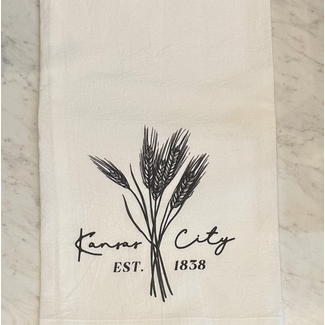 Kansas City
EST. 1838